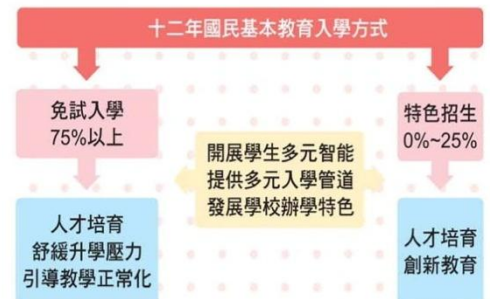 十二年國民基本教育入學方式
免試入學
75%以上
特色招生
0%~25%
開展學生多元智能
提供多元入學管道
發展學校辦學特色
人才培育
舒緩升學壓力
引導教學正常化
人才培育
創新教育